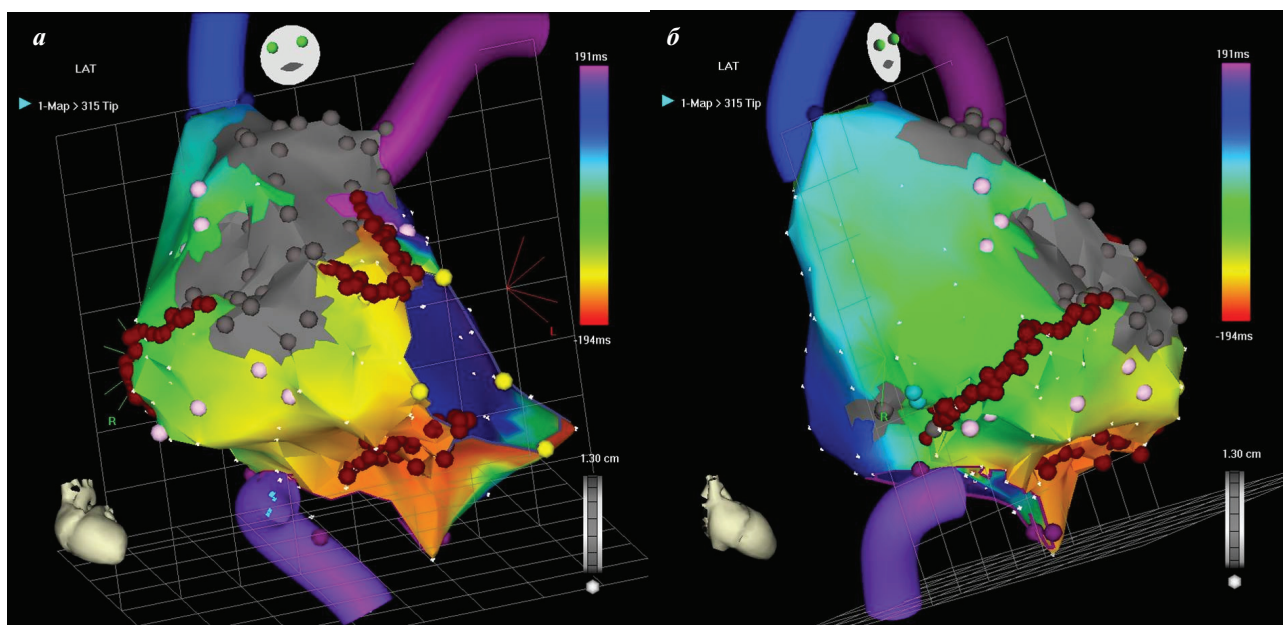 а
LAT
1-Map > 315 Tip
191ms
-194ms
L
R
1.30 cm
б
LAT
1-Map > 315 Tip
191ms
-194ms
R
1.30 cm